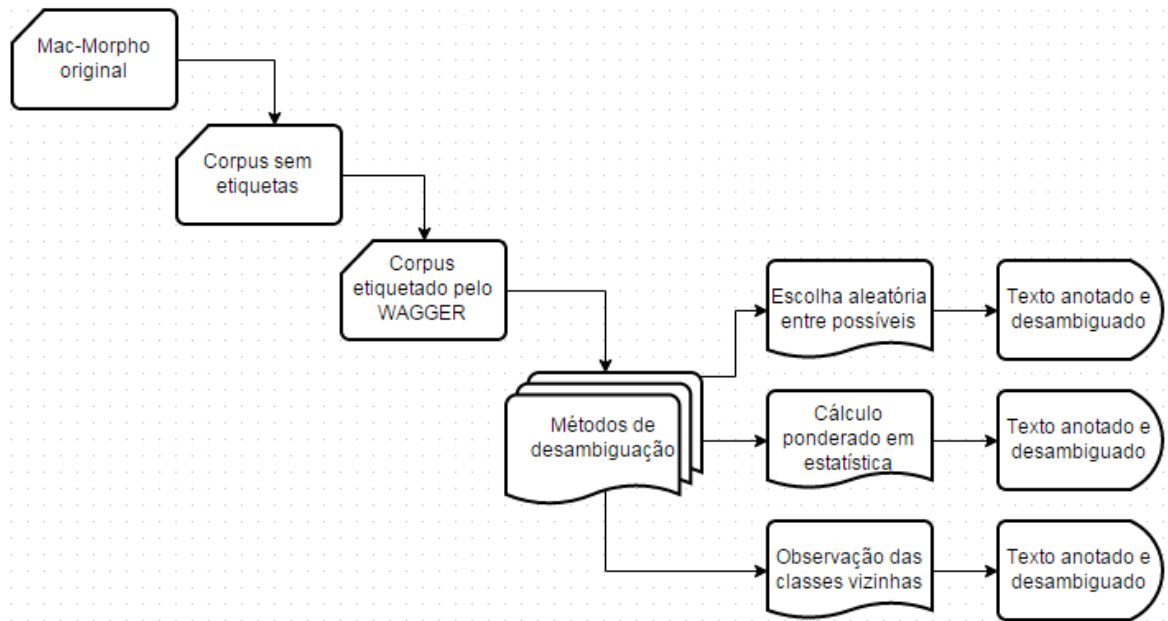 Mac-Morpho
original
Corpus sem
etiquetas
Corpus
etiquetado pelo
WAGGER
Métodos de
desambiguação
Escolha aleatória
entre possíveis
Texto anotado e
desambiguado
Cálculo
ponderado em
estatística
Texto anotado e
desambiguado
Observação das
classes vizinhas
Texto anotado e
desambiguado